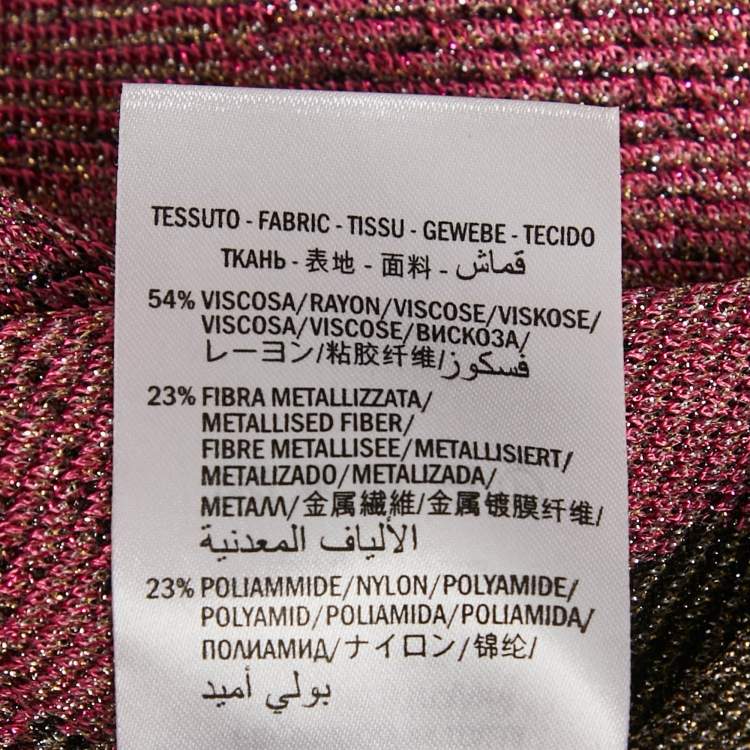 TESSUTO - FABRIC - TISSU - GEWEBE - TECIDO
ТКАНЬ - 表地 - 面料 - قماش
54% VISCOSA/RAYON/VISCOSE/VISKOSE/
VISCOSA/VISCOSE/ВИСКОЗА/
レーヨン/粘胶纤维/فسكوز
23% FIBRA METALLIZZATA/
METALLISED FIBER/
FIBRE METALLISEE/METALLISIERT/
METALIZADO/METALIZADA/
МЕТАЛЛ/金属繊維/金属镀膜纤维/
الألياف المعدنية
23% POLIAMMIDE/NYLON/POLYAMIDE/
POLYAMID/POLIAMIDA/POLIAMIDA/
ПОЛИАМИД/ナイロン/锦纶/
بولي أميد